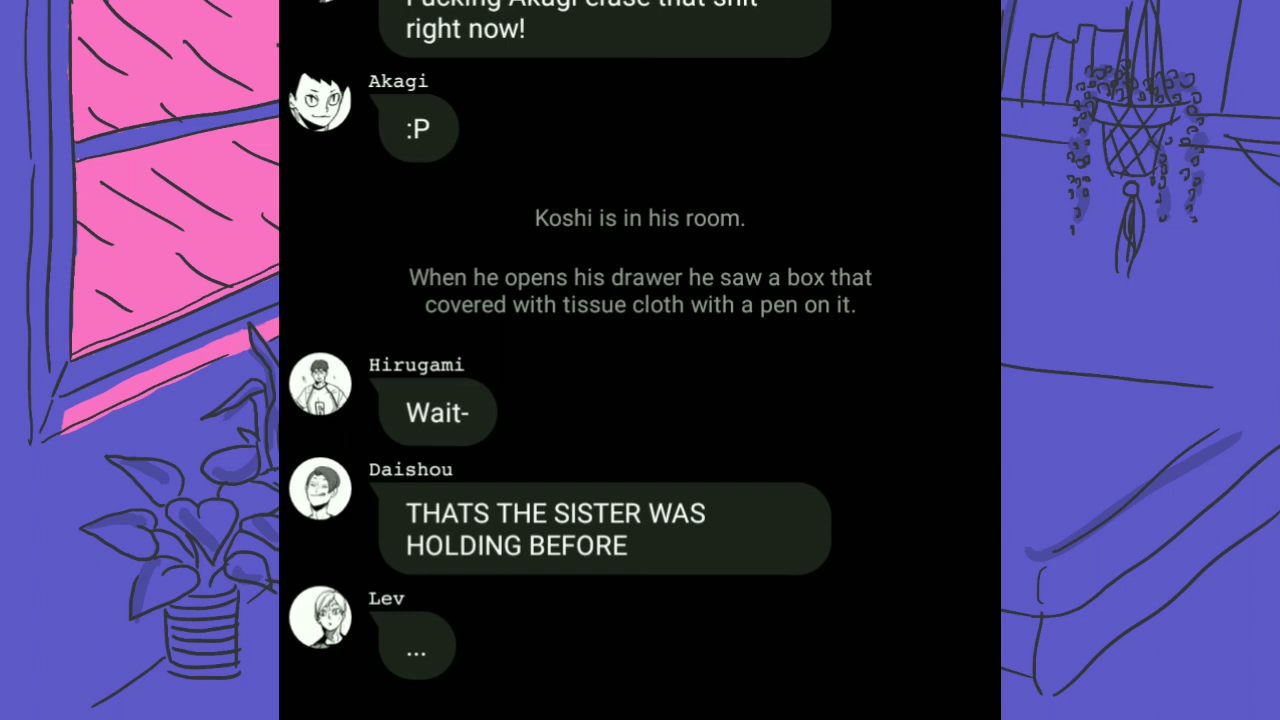 right now!
Akagi
:P
Koshi is in his room.
When he opens his drawer he saw a box that
covered with tissue cloth with a pen on it.
Hirugami
Wait-
Daishou
THATS THE SISTER WAS
HOLDING BEFORE
Lev
...